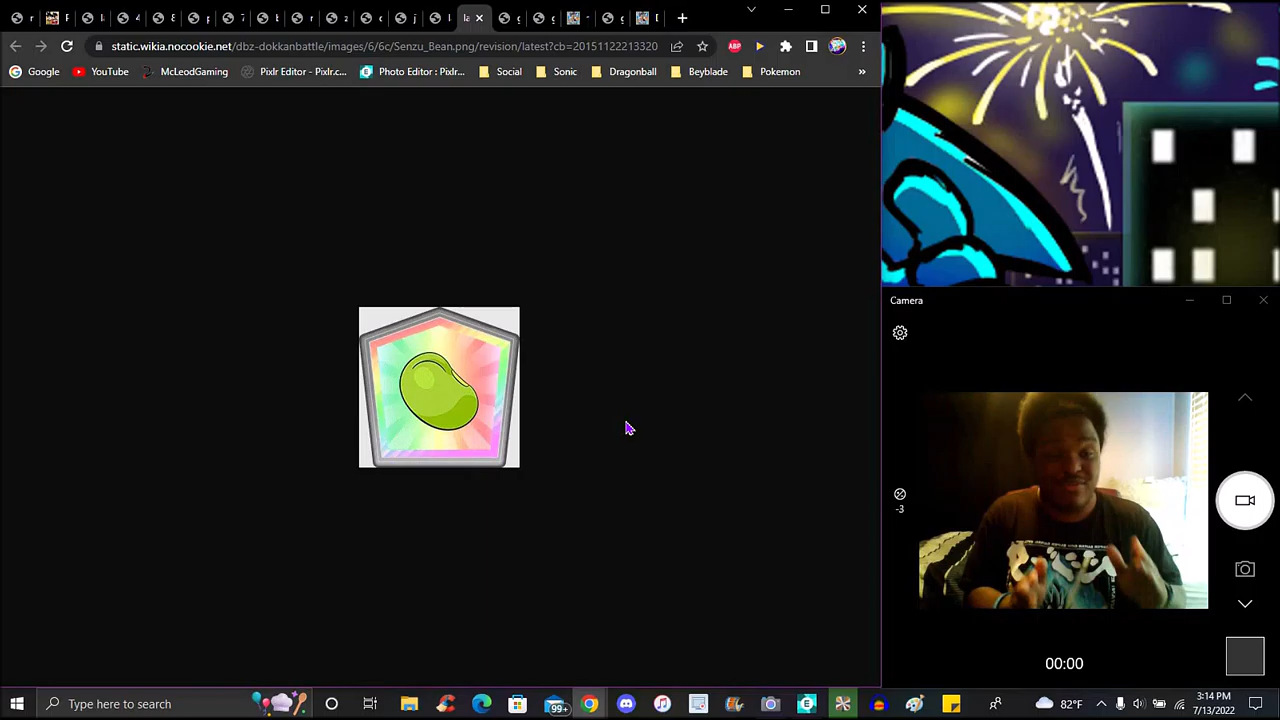 static.wikia.nocookie.net/dbz-dokkanbattle/images/6/6c/Senzu_Bean.png/revision/latest?cb=20151122213320
ABP
Google YouTube McLeodGaming Pixlr Editor - Pixlr.c... Photo Editor : Pixlr... Social Sonic Dragonball Beyblade Pokemon »
Camera
-3
00:00
Type here to search
99+
82°F
3:14 PM
7/13/2022